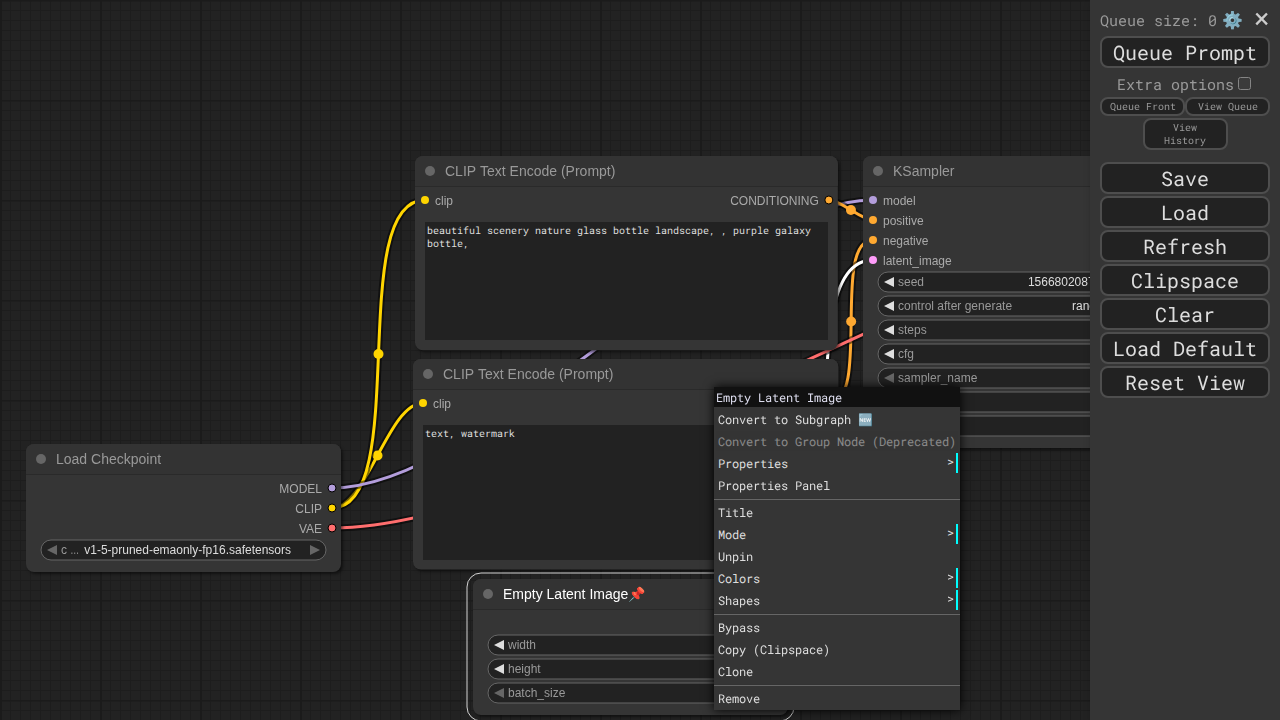 Queue size: 0
Queue Prompt
Extra options
Queue Front
View Queue
View
History
Save
Load
Refresh
Clipspace
Clear
Load Default
Reset View
CLIP Text Encode (Prompt)
clip
CONDITIONING
beautiful scenery nature glass bottle landscape, , purple galaxy
bottle,
KSampler
model
positive
negative
latent_image
seed 1566802087
control after generate
steps
cfg
sampler_name
CLIP Text Encode (Prompt)
clip
text, watermark
Load Checkpoint
MODEL
CLIP
VAE
c ... v1-5-pruned-emaonly-fp16.safetensors
Empty Latent Image
width
height
batch_size
Empty Latent Image
Convert to Subgraph 🆕
Convert to Group Node (Deprecated)
Properties >
Properties Panel
Title
Mode >
Unpin
Colors >
Shapes >
Bypass
Copy (Clipspace)
Clone
Remove